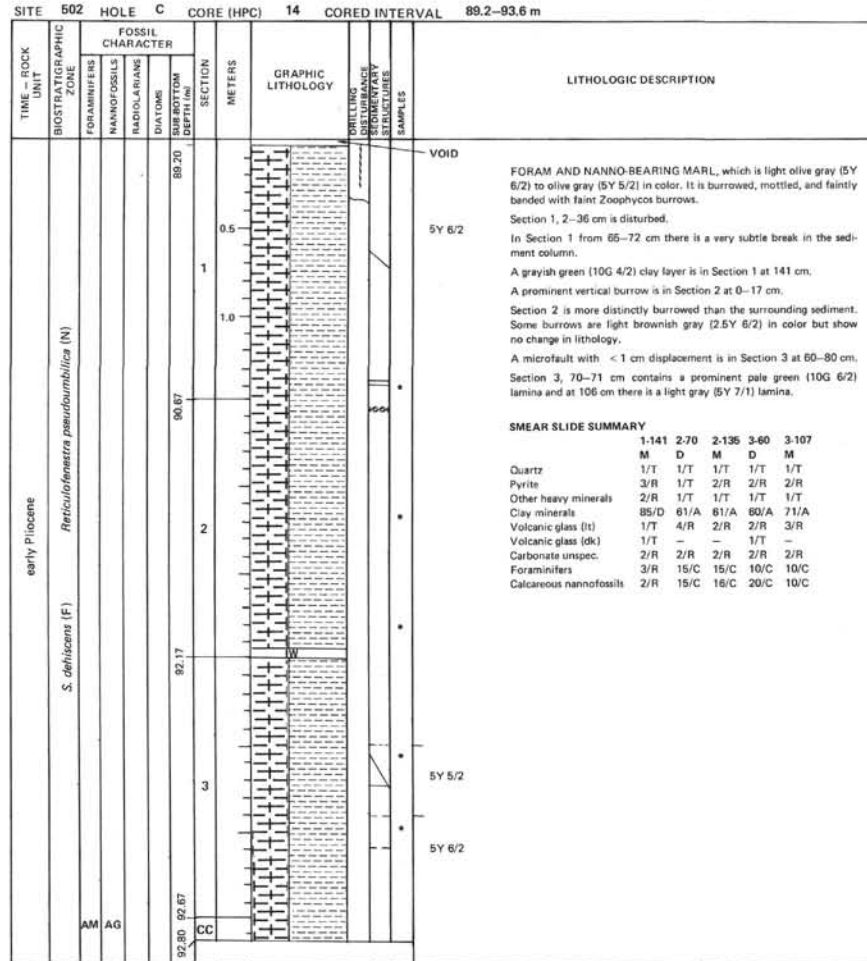 SITE 502 HOLE C CORE (HPC) 14 CORED INTERVAL 89.2–93.6 m
TIME – ROCK UNIT
BIOSTRATIGRAPHIC ZONE
FOSSIL CHARACTER
FORAMINIFERS
NANNOFOSSILS
RADIOLARIANS
DIATOMS
SUB-BOTTOM DEPTH (m)
SECTION
METERS
GRAPHIC LITHOLOGY
DRILLING DISTURBANCE
SEDIMENTARY STRUCTURES
SAMPLES
LITHOLOGIC DESCRIPTION
early Pliocene
Reticulofenestra pseudoumbilica (N)
S. dehiscens (F)
AM AG
89.20
90.67
92.17
92.67
92.80
1
2
3
CC
0.5
1.0
IW
VOID
5Y 6/2
5Y 5/2
5Y 6/2
FORAM AND NANNO-BEARING MARL, which is light olive gray (5Y
6/2) to olive gray (5Y 5/2) in color. It is burrowed, mottled, and faintly
banded with faint Zoophycos burrows.
Section 1, 2–36 cm is disturbed.
In Section 1 from 65–72 cm there is a very subtle break in the sedi-
ment column.
A grayish green (10G 4/2) clay layer is in Section 1 at 141 cm.
A prominent vertical burrow is in Section 2 at 0–17 cm.
Section 2 is more distinctly burrowed than the surrounding sediment.
Some burrows are light brownish gray (2.5Y 6/2) in color but show
no change in lithology.
A microfault with < 1 cm displacement is in Section 3 at 60–80 cm.
Section 3, 70–71 cm contains a prominent pale green (10G 6/2)
lamina and at 106 cm there is a light gray (5Y 7/1) lamina.
SMEAR SLIDE SUMMARY
1-141 2-70 2-135 3-60 3-107
M D M D M
Quartz 1/T 1/T 1/T 1/T 1/T
Pyrite 3/R 1/T 2/R 2/R 2/R
Other heavy minerals 2/R 1/T 1/T 1/T 1/T
Clay minerals 85/D 61/A 61/A 60/A 71/A
Volcanic glass (lt) 1/T 4/R 2/R 2/R 3/R
Volcanic glass (dk) 1/T – – 1/T –
Carbonate unspec. 2/R 2/R 2/R 2/R 2/R
Foraminifers 3/R 15/C 15/C 10/C 10/C
Calcareous nannofossils 2/R 15/C 16/C 20/C 10/C